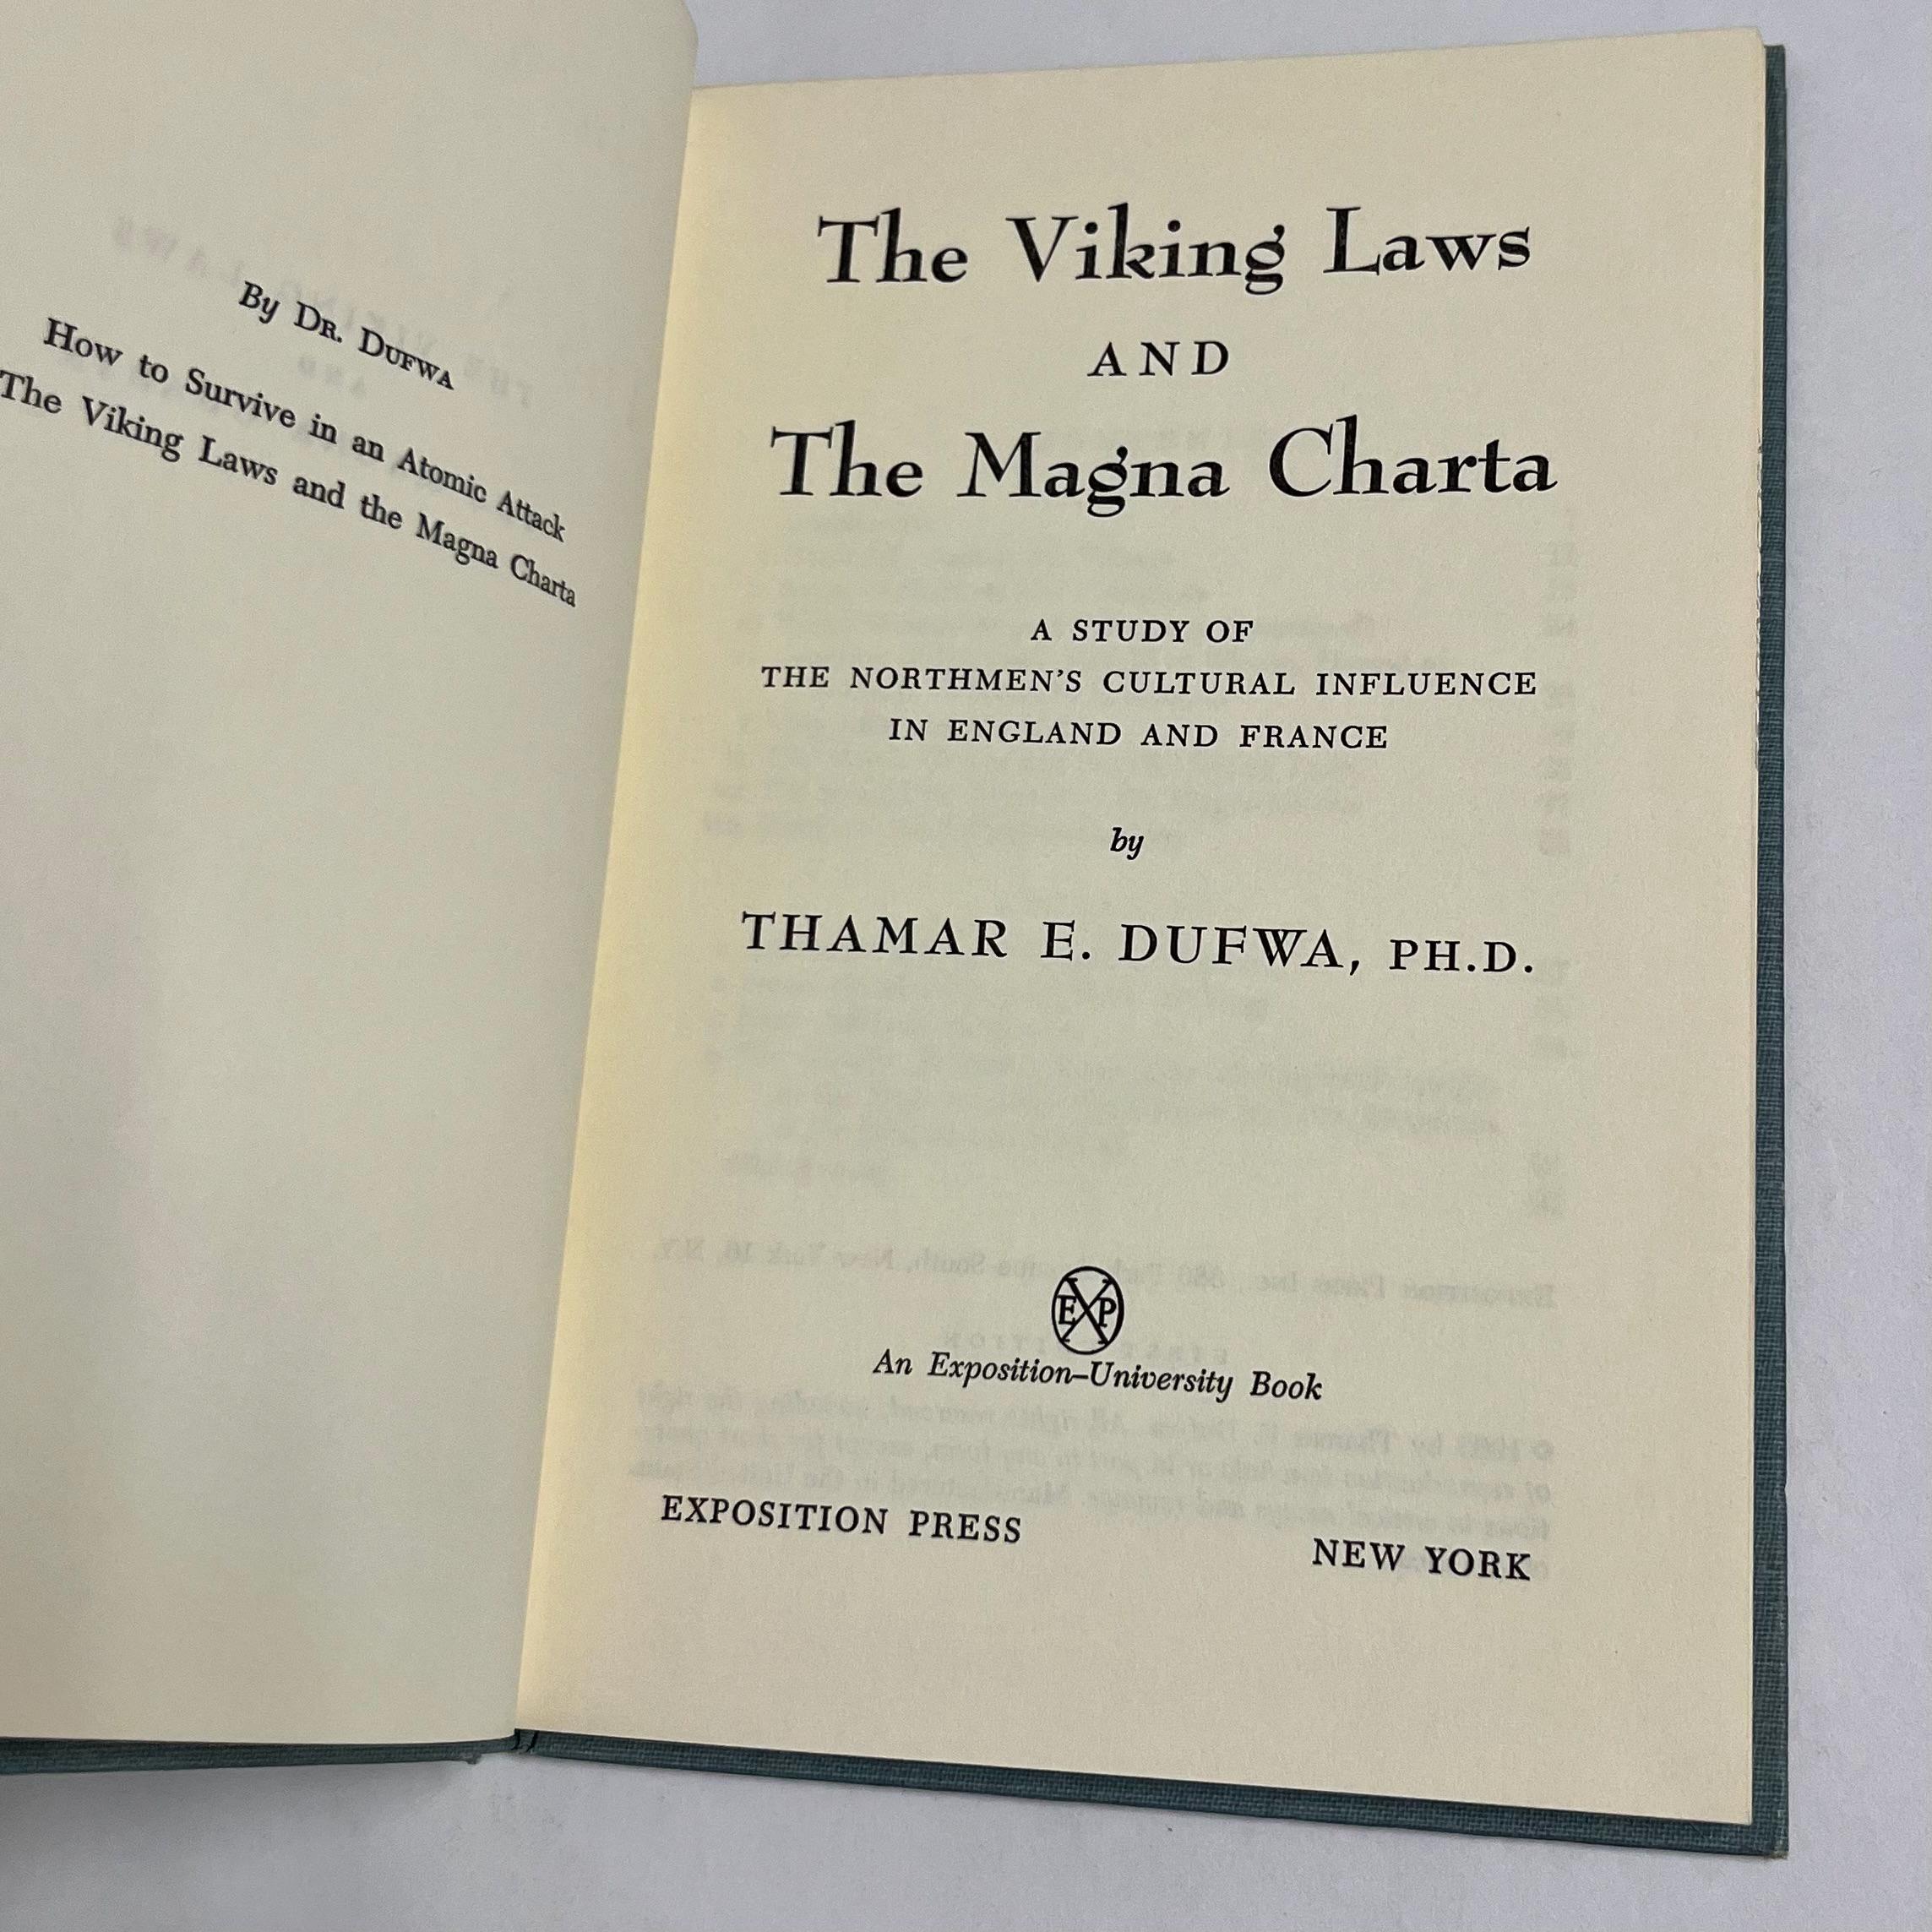 By Dr. Dufwa
How to Survive in an Atomic Attack
The Viking Laws and the Magna Charta
The Viking Laws
AND
The Magna Charta
A STUDY OF
THE NORTHMEN'S CULTURAL INFLUENCE
IN ENGLAND AND FRANCE
by
THAMAR E. DUFWA, PH.D.
EXP
An Exposition–University Book
EXPOSITION PRESS
NEW YORK